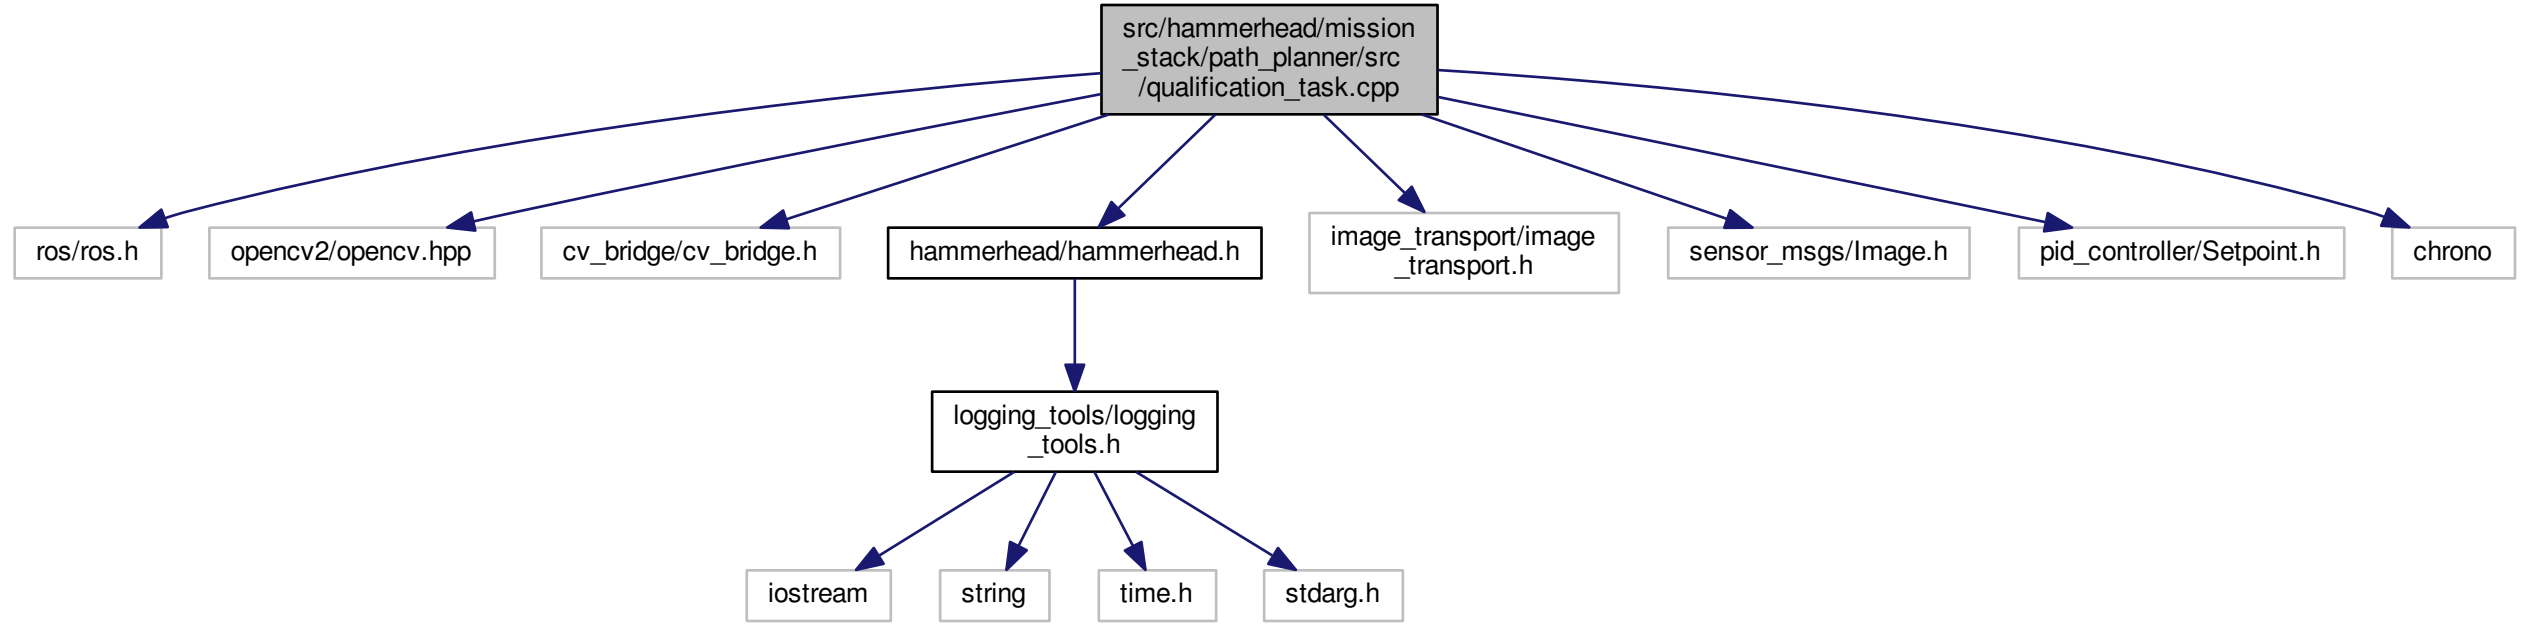 src/hammerhead/mission
_stack/path_planner/src
/qualification_task.cpp
ros/ros.h
opencv2/opencv.hpp
cv_bridge/cv_bridge.h
hammerhead/hammerhead.h
image_transport/image
_transport.h
sensor_msgs/Image.h
pid_controller/Setpoint.h
chrono
logging_tools/logging
_tools.h
iostream
string
time.h
stdarg.h